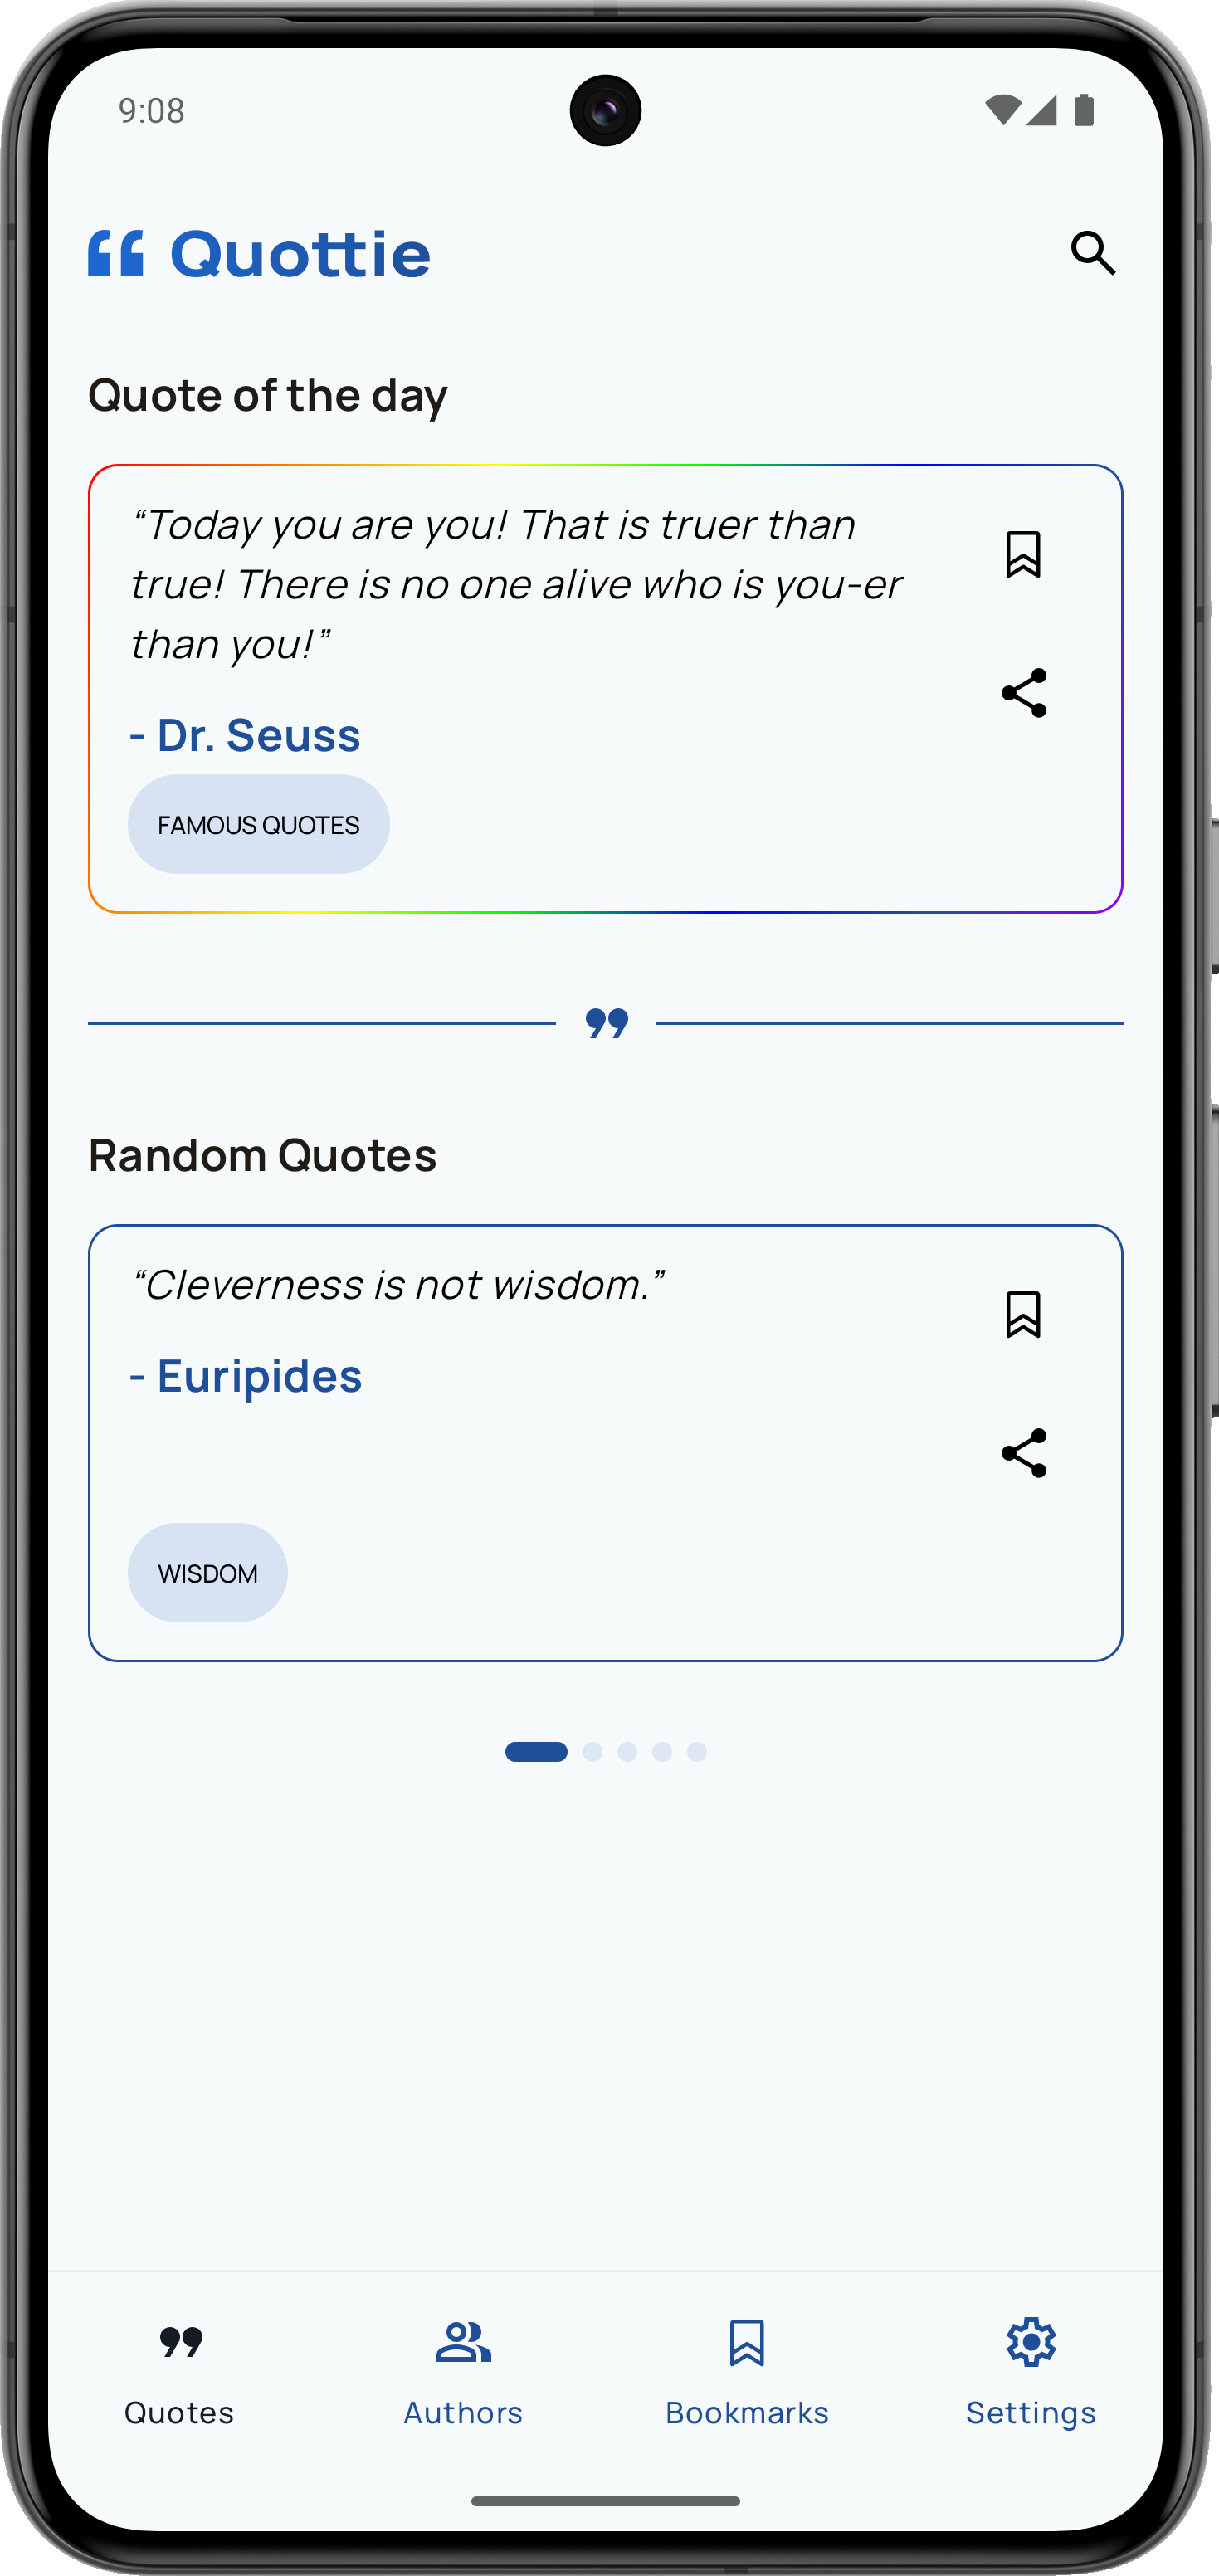 9:08
Quottie
Quote of the day
“Today you are you! That is truer than
true! There is no one alive who is you-er
than you!”
- Dr. Seuss
FAMOUS QUOTES
Random Quotes
“Cleverness is not wisdom.”
- Euripides
WISDOM
Quotes
Authors
Bookmarks
Settings